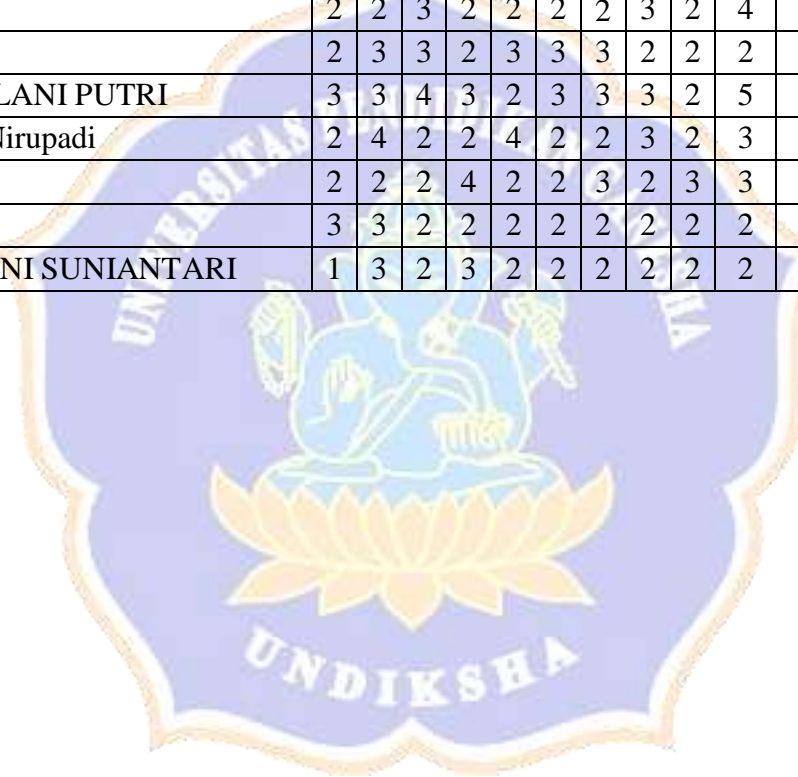 2 2 3 2 2 2 2 3 2 4
2 3 3 2 3 3 3 2 2 2
LANI PUTRI 3 3 4 3 2 3 3 3 2 5
Nirupadi 2 4 2 2 4 2 2 3 2 3
2 2 2 4 2 2 3 2 3 3
3 3 2 2 2 2 2 2 2 2
NI SUNIANTARI 1 3 2 3 2 2 2 2 2 2
UNIVERSITAS PENDIDIKAN GANESHA
UNDIKSHA